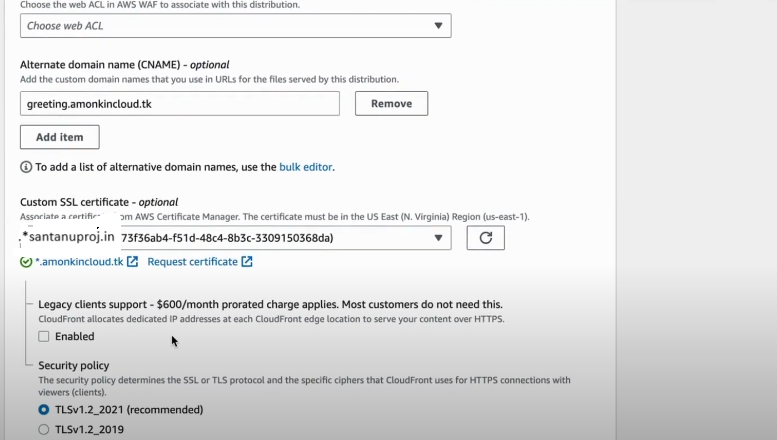 Choose the web ACL in AWS WAF to associate with this distribution.
Choose web ACL
Alternate domain name (CNAME) - optional
Add the custom domain names that you use in URLs for the files served by this distribution.
greeting.amonkincloud.tk
Remove
Add item
To add a list of alternative domain names, use the bulk editor.
Custom SSL certificate - optional
Associate a certific om AWS Certificate Manager. The certificate must be in the US East (N. Virginia) Region (us-east-1).
.*santanuproj.in 73f36ab4-f51d-48c4-8b3c-3309150368da)
*.amonkincloud.tk Request certificate
Legacy clients support - $600/month prorated charge applies. Most customers do not need this.
CloudFront allocates dedicated IP addresses at each CloudFront edge location to serve your content over HTTPS.
Enabled
Security policy
The security policy determines the SSL or TLS protocol and the specific ciphers that CloudFront uses for HTTPS connections with
viewers (clients).
TLSv1.2_2021 (recommended)
TLSv1.2_2019